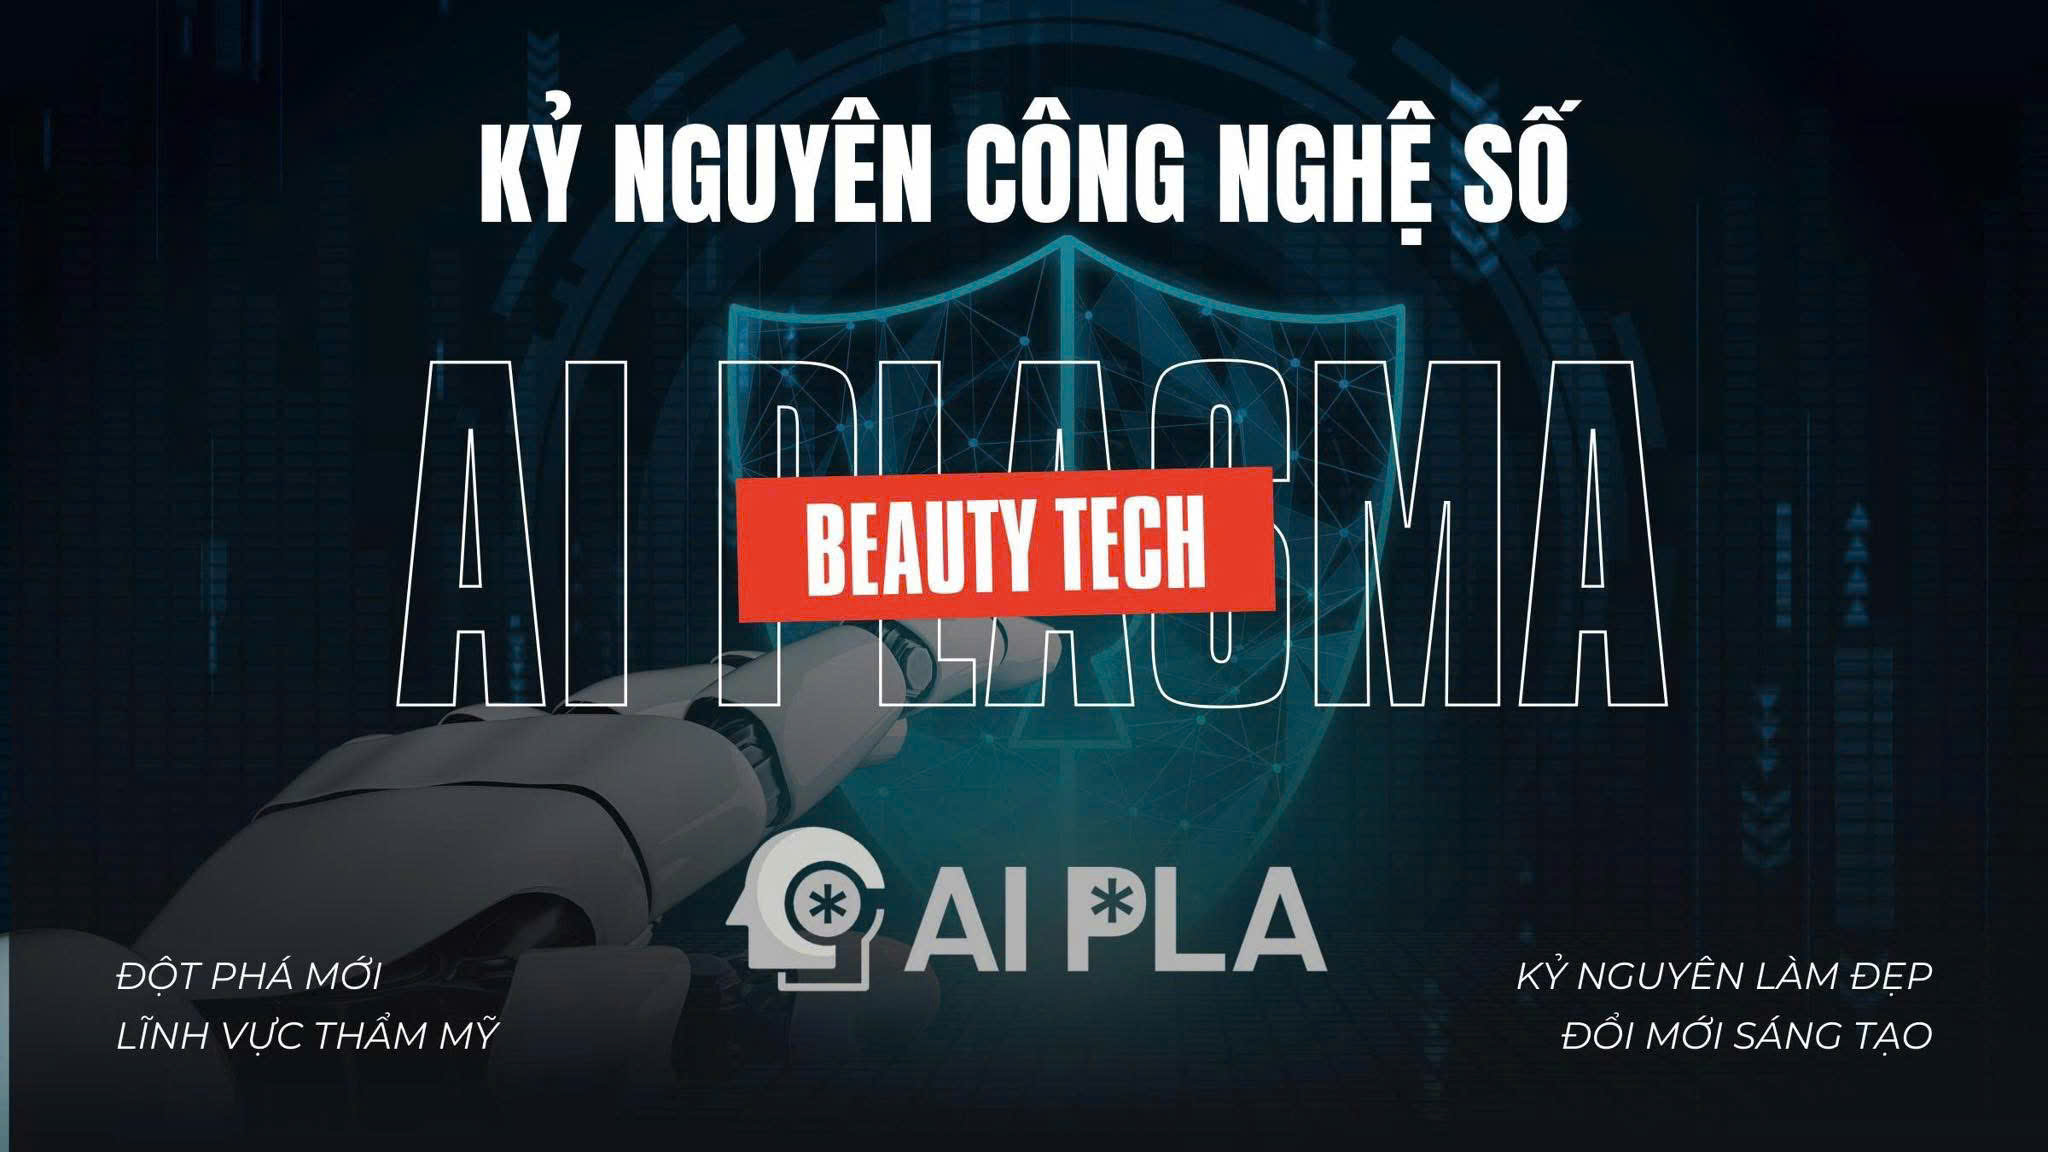 KỶ NGUYÊN CÔNG NGHỆ SỐ
AI PLASMA
BEAUTY TECH
AI PLA
ĐỘT PHÁ MỚI
LĨNH VỰC THẨM MỸ
KỶ NGUYÊN LÀM ĐẸP
ĐỔI MỚI SÁNG TẠO